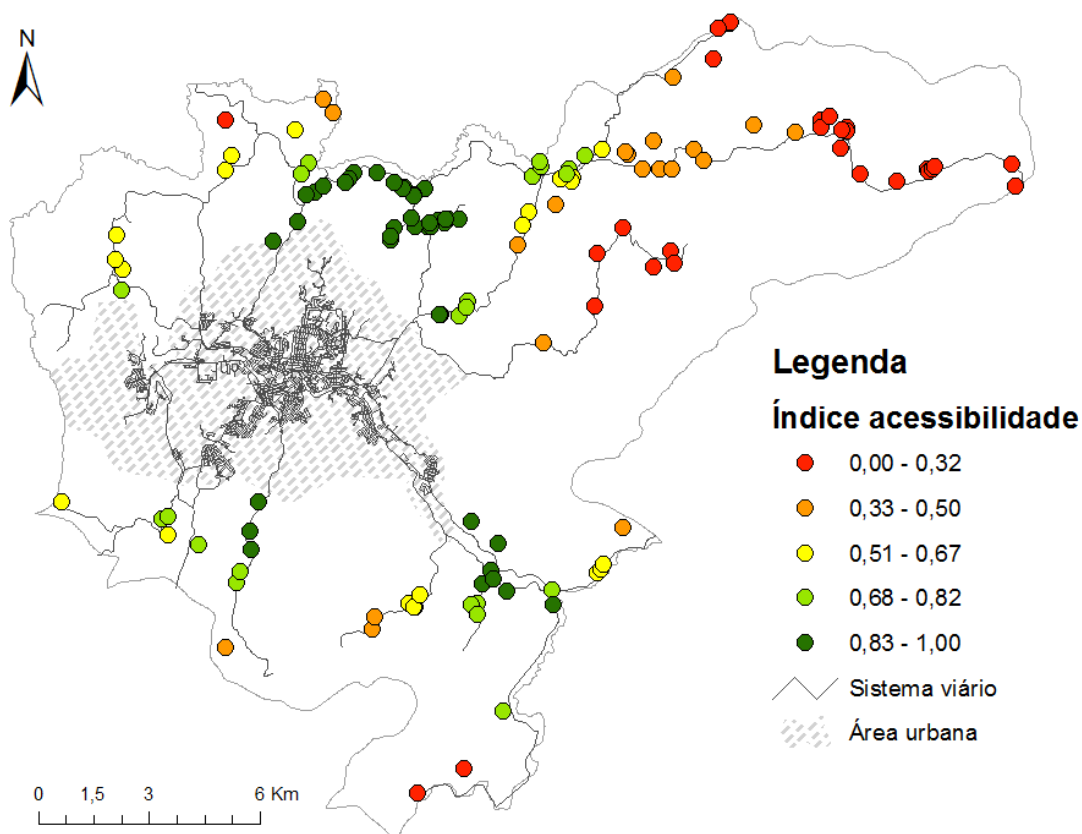 N
Legenda
Índice acessibilidade
0,00 - 0,32
0,33 - 0,50
0,51 - 0,67
0,68 - 0,82
0,83 - 1,00
Sistema viário
Área urbana
0 1,5 3 6 Km